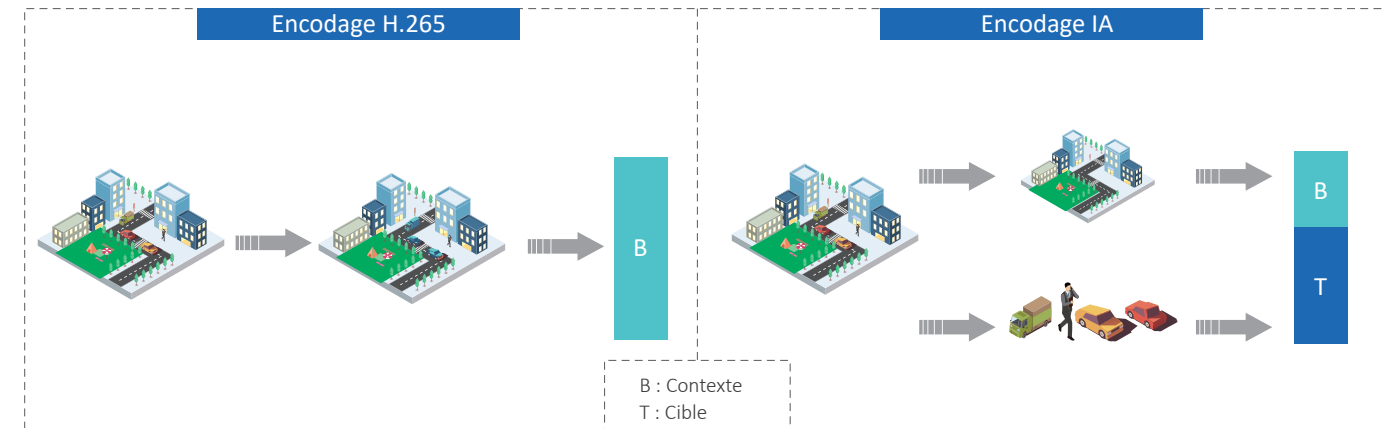 Encodage H.265
Encodage IA
B
B
T
B : Contexte
T : Cible